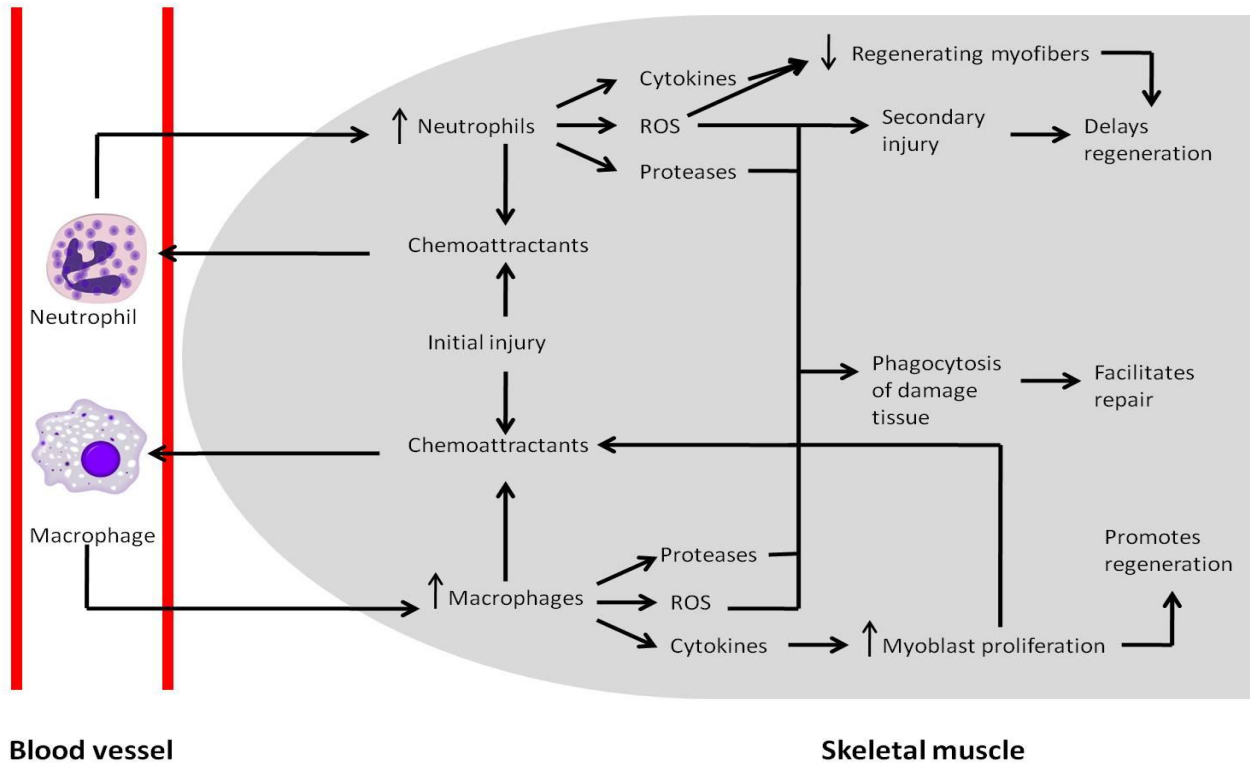 Cytokines
Regenerating myofibers
Neutrophils
ROS
Secondary
injury
Delays
regeneration
Proteases
Chemoattractants
Neutrophil
Initial injury
Phagocytosis
of damage
tissue
Facilitates
repair
Chemoattractants
Macrophage
Proteases
Promotes
regeneration
Macrophages
ROS
Cytokines
Myoblast proliferation
Blood vessel
Skeletal muscle